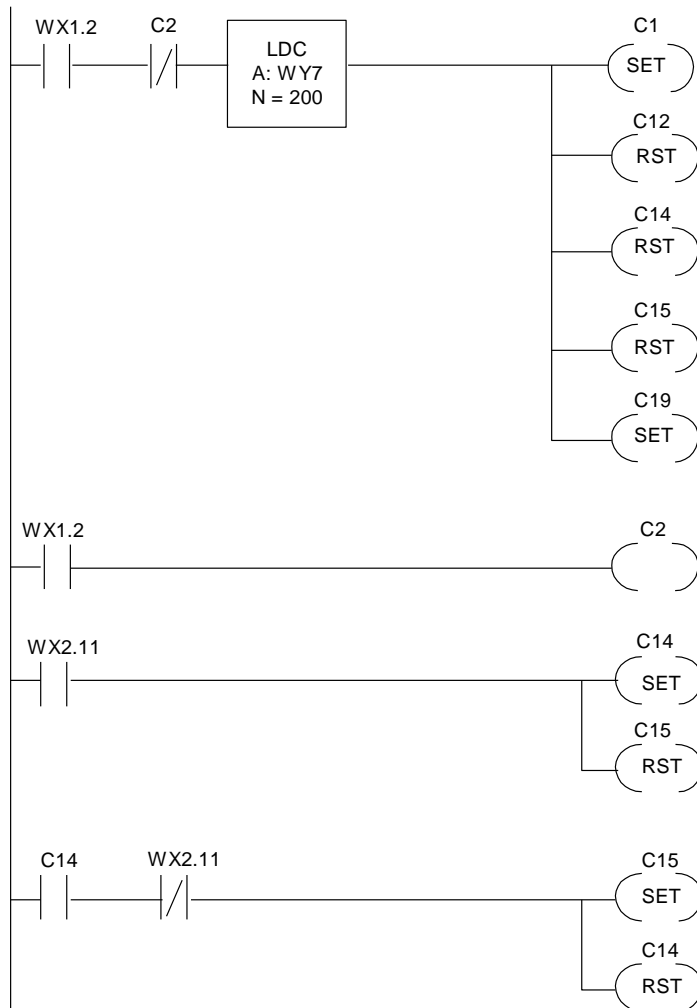 WX1.2 C2 C1
LDC
A: WY7
N = 200
SET
C12
RST
C14
RST
C15
RST
C19
SET
WX1.2 C2
WX2.11 C14
SET
C15
RST
C14 WX2.11 C15
SET
C14
RST